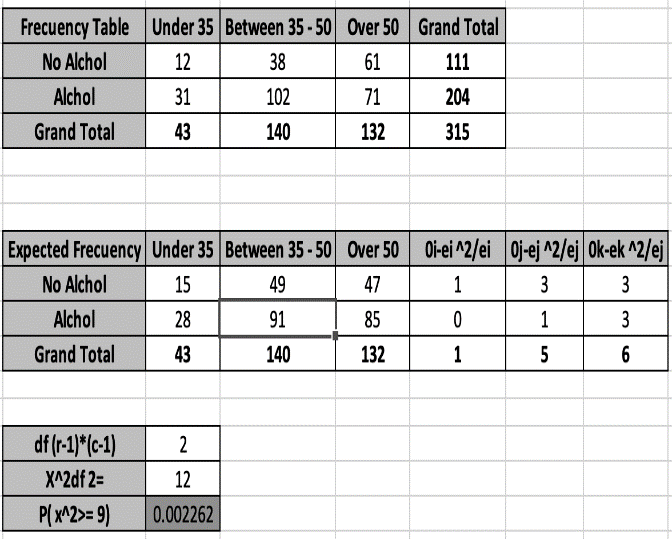 Frecuency Table Under 35 Between 35 - 50 Over 50 Grand Total
No Alchol 12 38 61 111
Alchol 31 102 71 204
Grand Total 43 140 132 315
Expected Frecuency Under 35 Between 35 - 50 Over 50 0i-ei ^2/ei 0j-ej ^2/ej 0k-ek ^2/ej
No Alchol 15 49 47 1 3 3
Alchol 28 91 85 0 1 3
Grand Total 43 140 132 1 5 6
df (r-1)*(c-1) 2
X^2df 2= 12
P( x^2>= 9) 0.002262